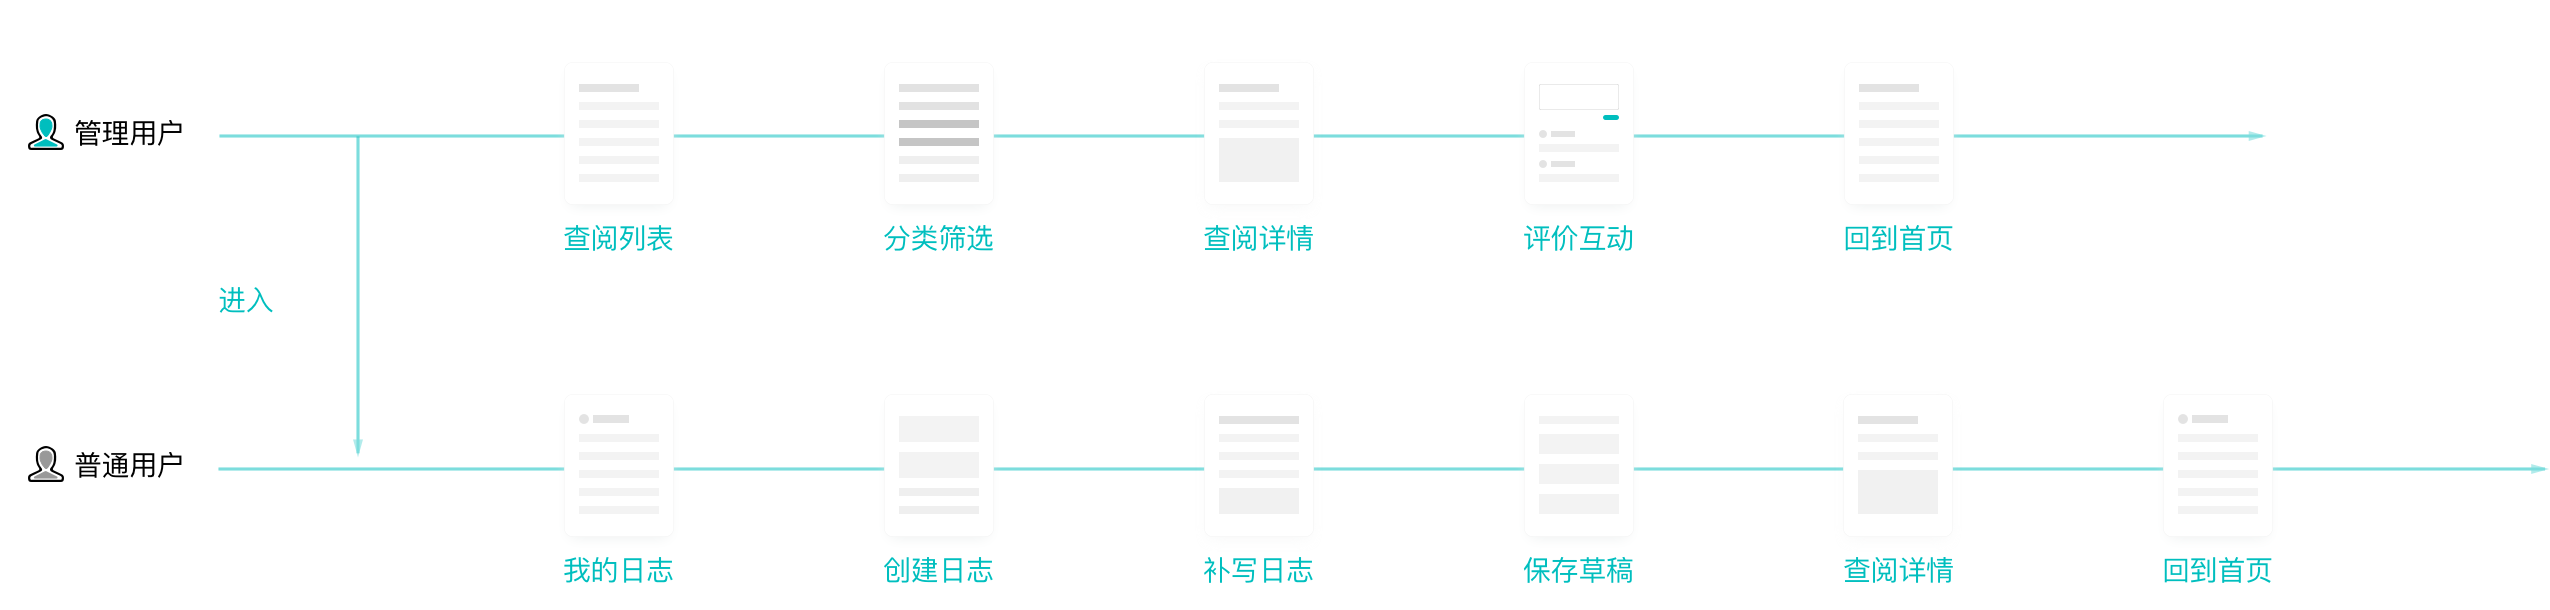 管理用户
查阅列表
分类筛选
查阅详情
评价互动
回到首页
进入
普通用户
我的日志
创建日志
补写日志
保存草稿
查阅详情
回到首页